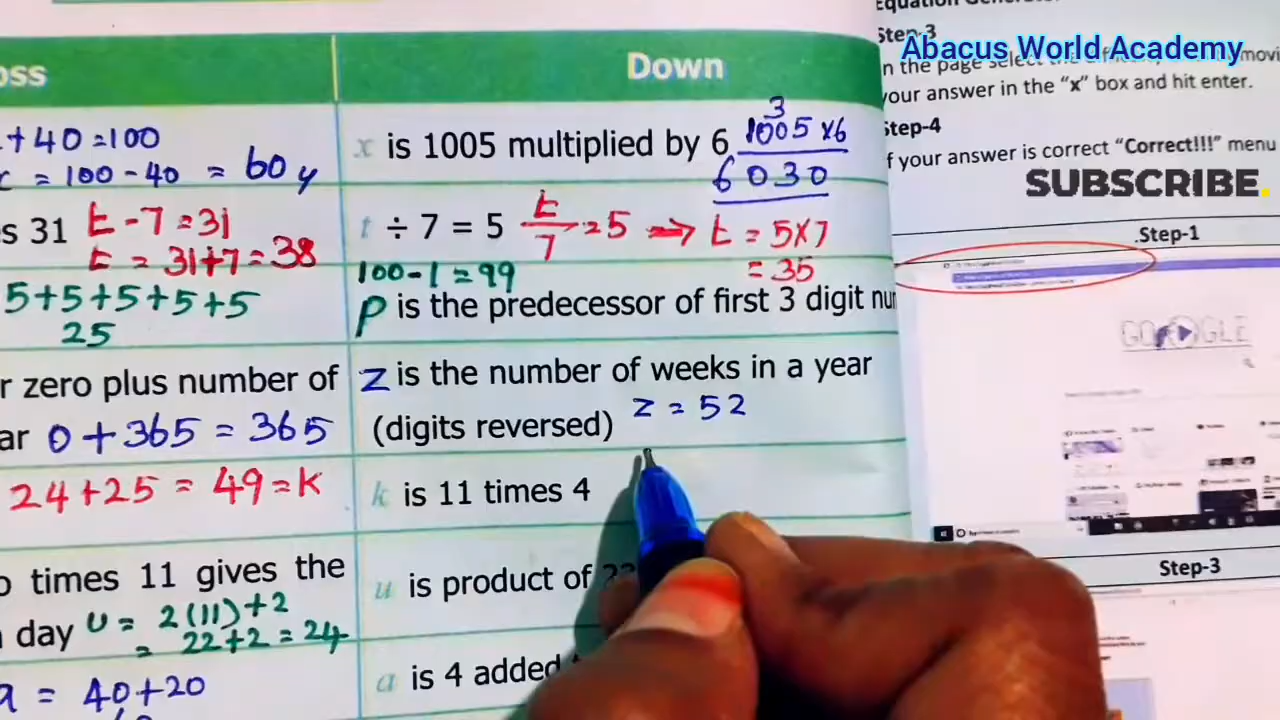 Down
+40=100
= 100-40 = 60 y
x is 1005 multiplied by 6
3
1005 x6
6030
s 31
t-7=31
t = 31+7=38
t ÷ 7 = 5
t/7=5 → t = 5x7
= 35
5+5+5+5+5
25
100-1=99
p is the predecessor of first 3 digit
zero plus number of
0+365=365
z is the number of weeks in a year
(digits reversed)
z = 52
24+25 = 49=k
k is 11 times 4
times 11 gives the
day
u = 2(11)+2
= 22+2=24
u is product of
= 40+20
a is 4 added
Step-3
n the page select
your answer in the “x” box and hit enter.
Step-4
f your answer is correct “Correct!!!” menu
Abacus World Academy
SUBSCRIBE.
.Step-1
GOOGLE
Step-3